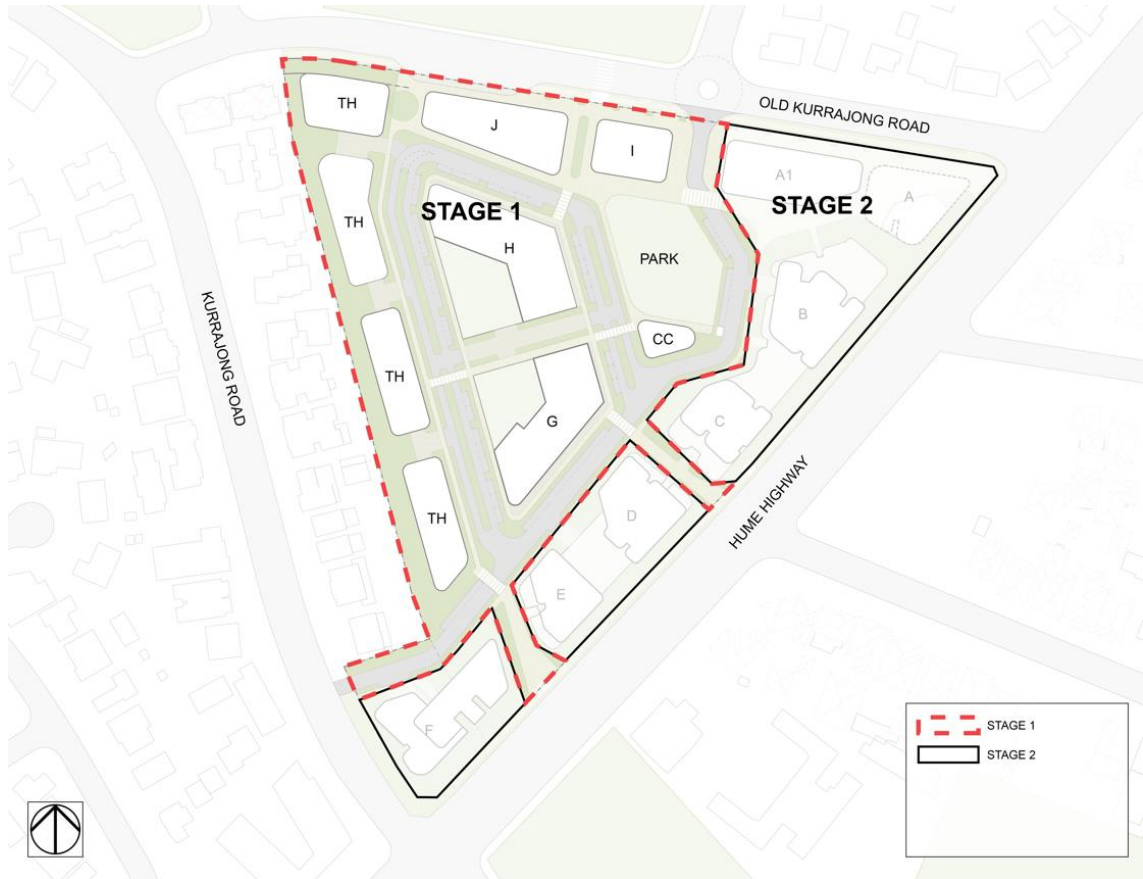 OLD KURRAJONG ROAD
TH
J
I
A1
A
STAGE 1
STAGE 2
TH
H
PARK
B
KURRAJONG ROAD
CC
TH
G
C
HUME HIGHWAY
TH
D
E
F
STAGE 1
STAGE 2